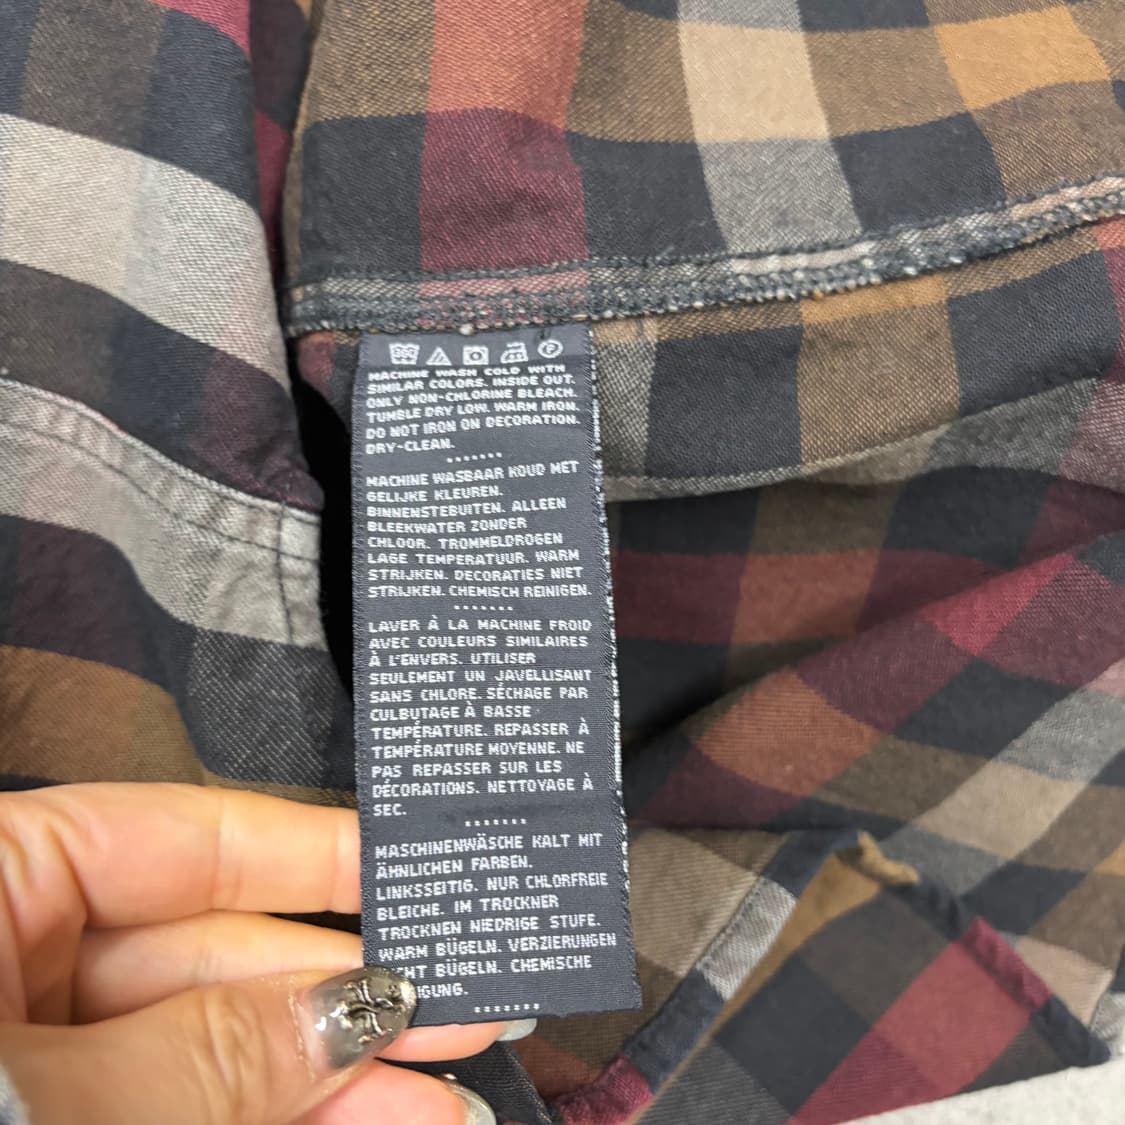 MACHINE WASH COLD WITH
SIMILAR COLORS. INSIDE OUT.
ONLY NON-CHLORINE BLEACH.
TUMBLE DRY LOW. WARM IRON.
DO NOT IRON ON DECORATION.
DRY-CLEAN.
MACHINE WASBAAR KOUD MET
GELIJKE KLEUREN.
BINNENSTEBUITEN. ALLEEN
BLEEKWATER ZONDER
CHLOOR. TROMMELDROGEN
LAGE TEMPERATUUR. WARM
STRIJKEN. DECORATIES NIET
STRIJKEN. CHEMISCH REINIGEN.
LAVER À LA MACHINE FROID
AVEC COULEURS SIMILAIRES
À L'ENVERS. UTILISER
SEULEMENT UN JAVELLISANT
SANS CHLORE. SÉCHAGE PAR
CULBUTAGE À BASSE
TEMPÉRATURE. REPASSER À
TEMPÉRATURE MOYENNE. NE
PAS REPASSER SUR LES
DÉCORATIONS. NETTOYAGE À
SEC.
MASCHINENWÄSCHE KALT MIT
ÄHNLICHEN FARBEN.
LINKSSEITIG. NUR CHLORFREIE
BLEICHE. IM TROCKNER
TROCKNEN NIEDRIGE STUFE.
WARM BÜGELN. VERZIERUNGEN
BÜGELN. CHEMISCHE